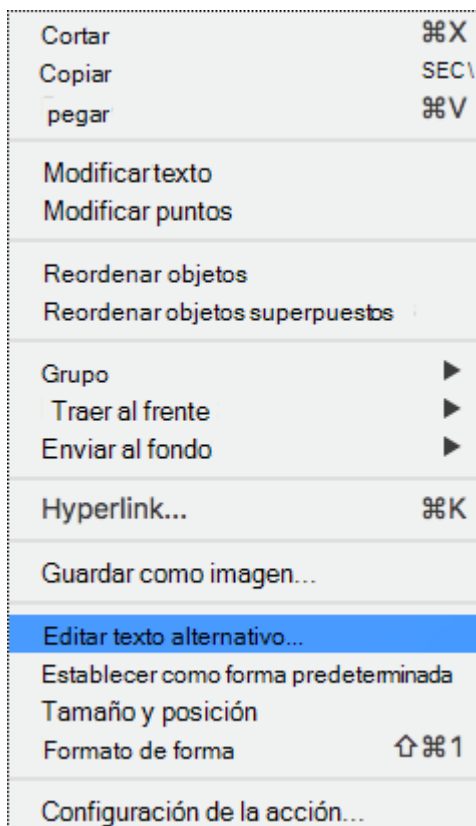 Cortar ⌘X
Copiar SEC\
pegar ⌘V
Modificar texto
Modificar puntos
Reordenar objetos
Reordenar objetos superpuestos
Grupo ▶
Traer al frente ▶
Enviar al fondo ▶
Hyperlink... ⌘K
Guardar como imagen...
Editar texto alternativo...
Establecer como forma predeterminada
Tamaño y posición
Formato de forma ⇧⌘1
Configuración de la acción...